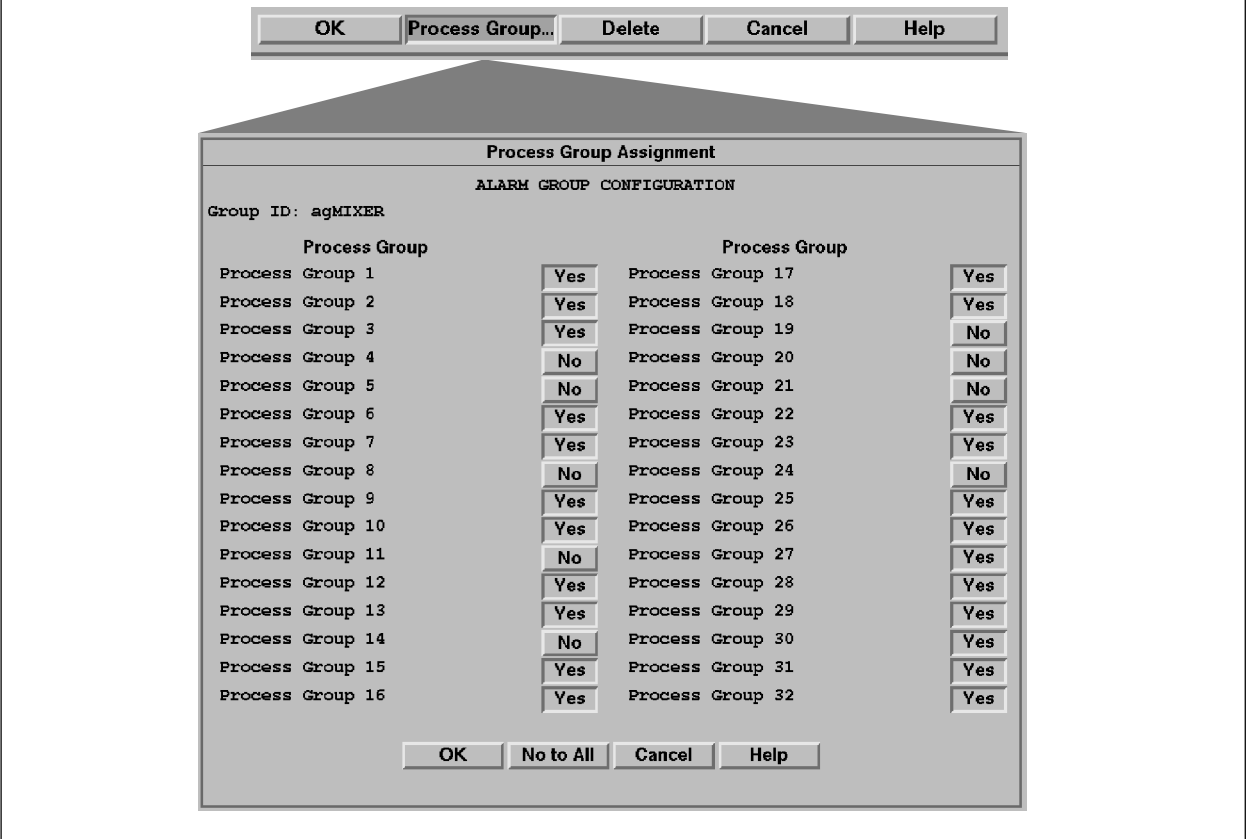 OK Process Group... Delete Cancel Help
Process Group Assignment
ALARM GROUP CONFIGURATION
Group ID: agMIXER
Process Group Process Group
Process Group 1 Yes Process Group 17 Yes
Process Group 2 Yes Process Group 18 Yes
Process Group 3 Yes Process Group 19 No
Process Group 4 No Process Group 20 No
Process Group 5 No Process Group 21 No
Process Group 6 Yes Process Group 22 Yes
Process Group 7 Yes Process Group 23 Yes
Process Group 8 No Process Group 24 No
Process Group 9 Yes Process Group 25 Yes
Process Group 10 Yes Process Group 26 Yes
Process Group 11 No Process Group 27 Yes
Process Group 12 Yes Process Group 28 Yes
Process Group 13 Yes Process Group 29 Yes
Process Group 14 No Process Group 30 Yes
Process Group 15 Yes Process Group 31 Yes
Process Group 16 Yes Process Group 32 Yes
OK No to All Cancel Help